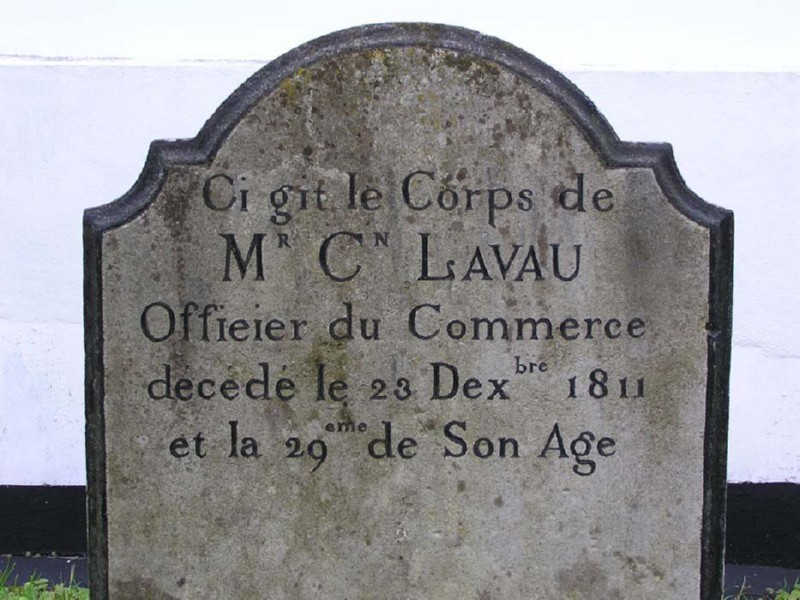 Ci git le Corps de
Mᴿ Cᴺ LAVAU
Offieier du Commerce
décedé le 23 Dexᵇʳᵉ 1811
et la 29ᵉᵐᵉ de Son Age